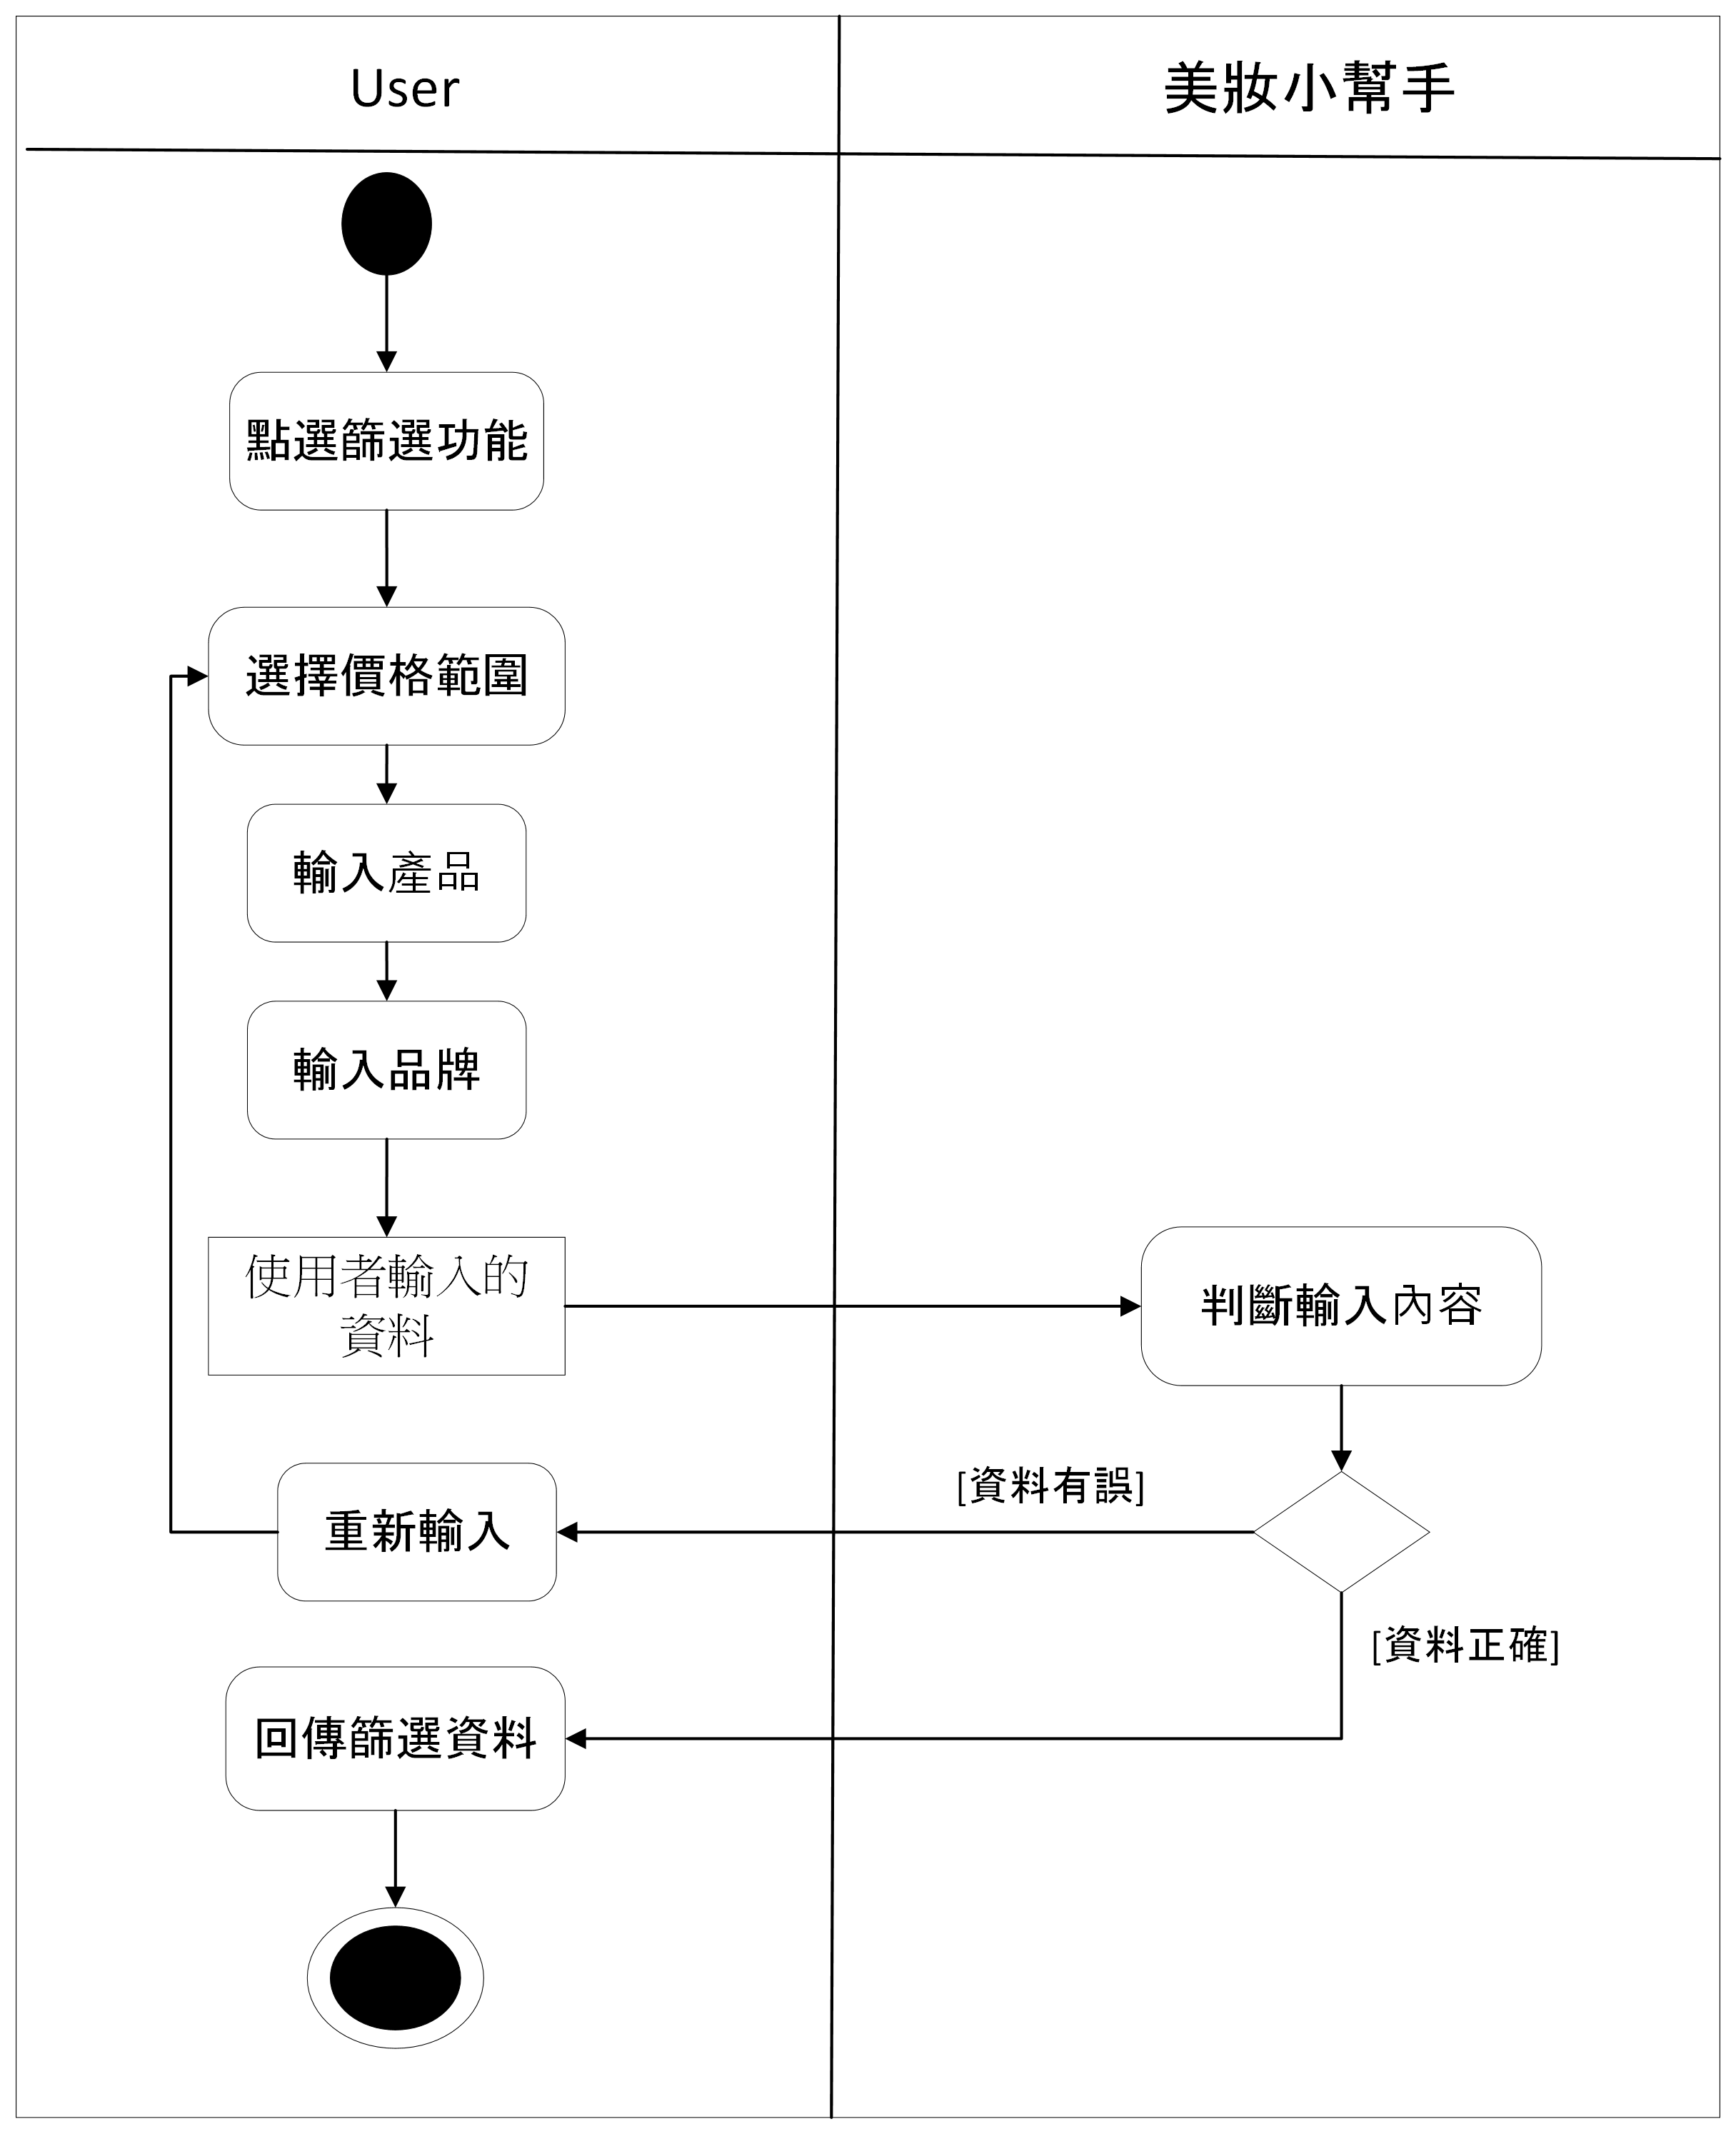 User
美妝小幫手
點選篩選功能
選擇價格範圍
輸入產品
輸入品牌
使用者輸入的
資料
判斷輸入內容
[資料有誤]
重新輸入
[資料正確]
回傳篩選資料